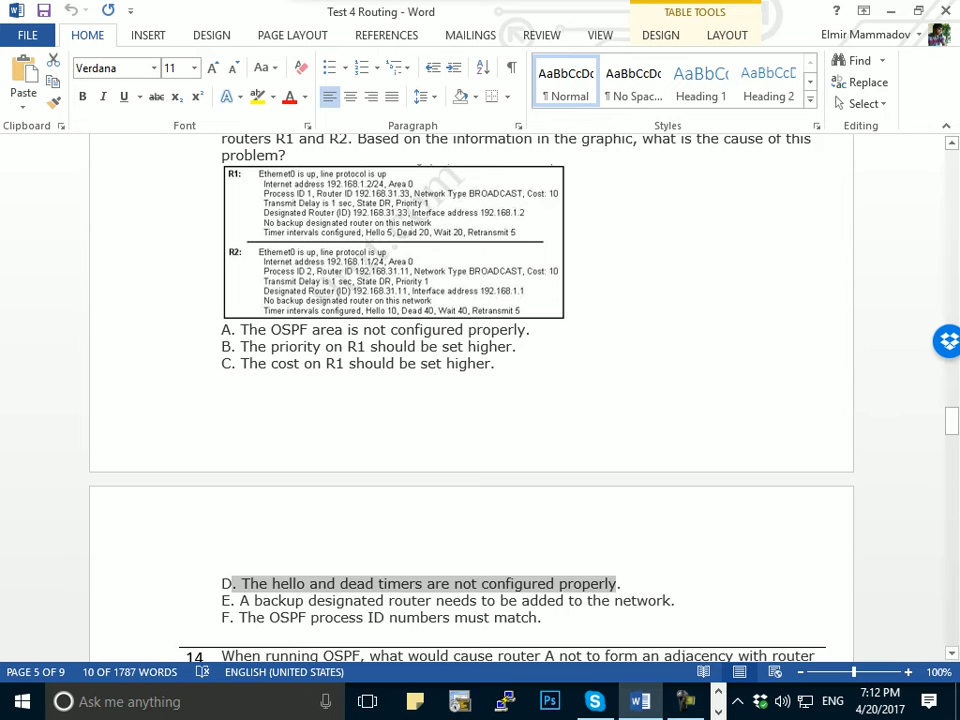 Test 4 Routing - Word
TABLE TOOLS
?
FILE
HOME
INSERT
DESIGN
PAGE LAYOUT
REFERENCES
MAILINGS
REVIEW
VIEW
DESIGN
LAYOUT
Elmir Mammadov
Paste
Verdana
11
A
A
Aa
B I U abc x2 x2
A
A
AaBbCcDc
AaBbCcDc
AaBbC
AaBbCcC
¶ Normal
¶ No Spac...
Heading 1
Heading 2
Find
Replace
Select
Clipboard
Font
Paragraph
Styles
Editing
routers R1 and R2. Based on the information in the graphic, what is the cause of this
problem?
R1: Ethernet0 is up, line protocol is up
Internet address 192.168.1.2/24, Area 0
Process ID 1, Router ID 192.168.31.33, Network Type BROADCAST, Cost: 10
Transmit Delay is 1 sec, State DR, Priority 1
Designated Router (ID) 192.168.31.33, Interface address 192.168.1.2
No backup designated router on this network
Timer intervals configured, Hello 5, Dead 20, Wait 20, Retransmit 5
R2: Ethernet0 is up, line protocol is up
Internet address 192.168.1.1/24, Area 0
Process ID 2, Router ID 192.168.31.11, Network Type BROADCAST, Cost: 10
Transmit Delay is 1 sec, State DR, Priority 1
Designated Router (ID) 192.168.31.11, Interface address 192.168.1.1
No backup designated router on this network
Timer intervals configured, Hello 10, Dead 40, Wait 40, Retransmit 5
A. The OSPF area is not configured properly.
B. The priority on R1 should be set higher.
C. The cost on R1 should be set higher.
D. The hello and dead timers are not configured properly.
E. A backup designated router needs to be added to the network.
F. The OSPF process ID numbers must match.
14 When running OSPF, what would cause router A not to form an adjacency with router
PAGE 5 OF 9
10 OF 1787 WORDS
ENGLISH (UNITED STATES)
100%
Ask me anything
Ps
ENG
7:12 PM
4/20/2017